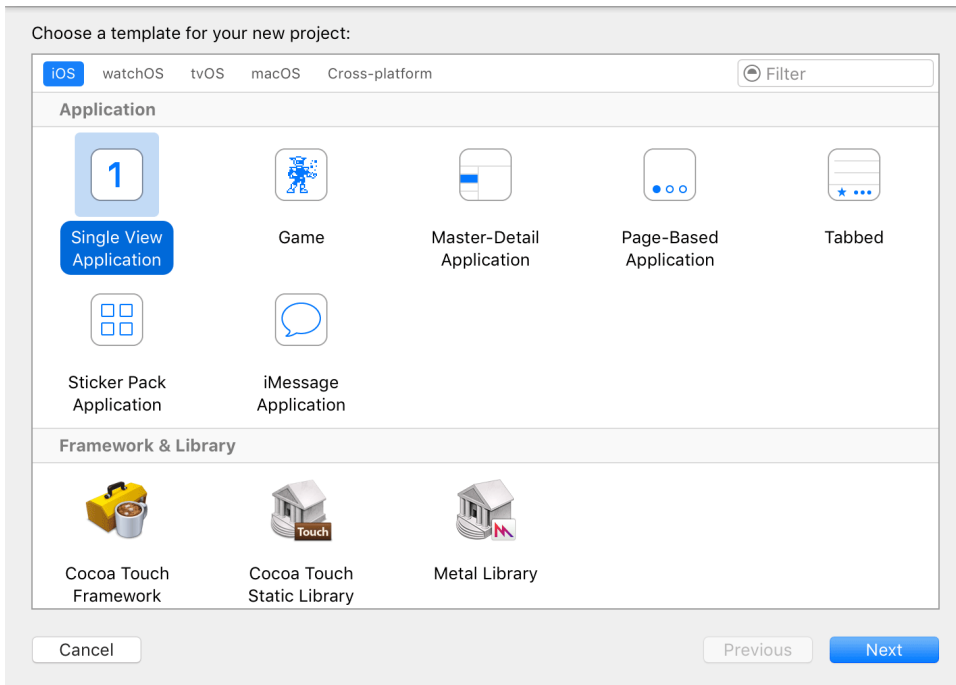 Choose a template for your new project:
iOS watchOS tvOS macOS Cross-platform Filter
Application
1
Single View Application
Game
Master-Detail Application
Page-Based Application
Tabbed
Sticker Pack Application
iMessage Application
Framework & Library
Cocoa Touch Framework
Touch
Cocoa Touch Static Library
Metal Library
Cancel Previous Next